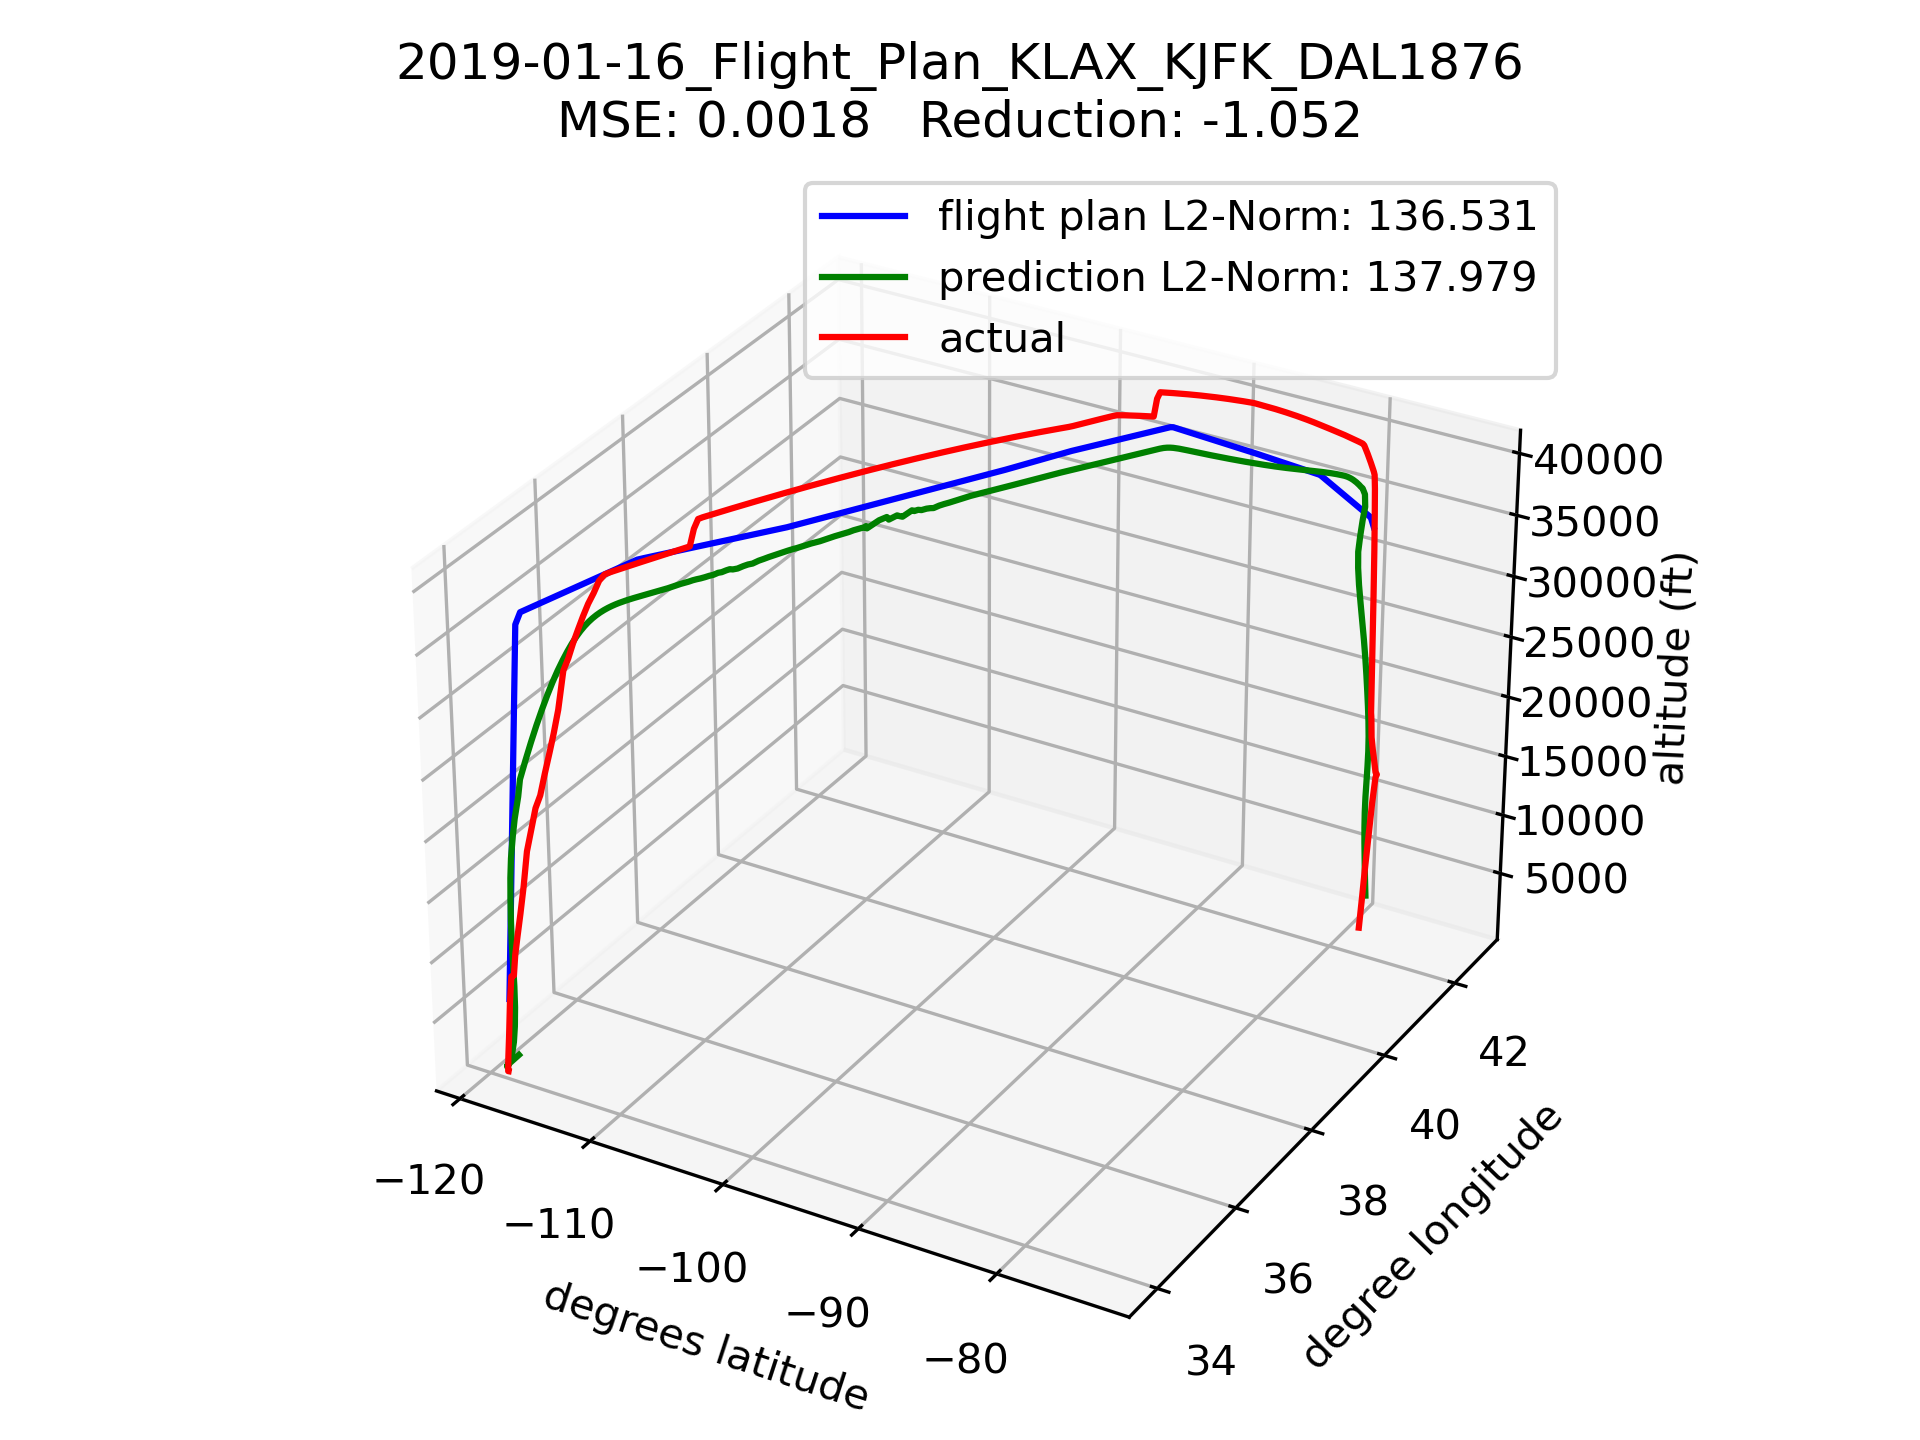 2019-01-16_Flight_Plan_KLAX_KJFK_DAL1876
MSE: 0.0018   Reduction: -1.052
flight plan L2-Norm: 136.531
prediction L2-Norm: 137.979
actual
40000
35000
30000
25000
20000
15000
10000
5000
altitude (ft)
42
40
38
36
34
degree longitude
−120
−110
−100
−90
−80
degrees latitude